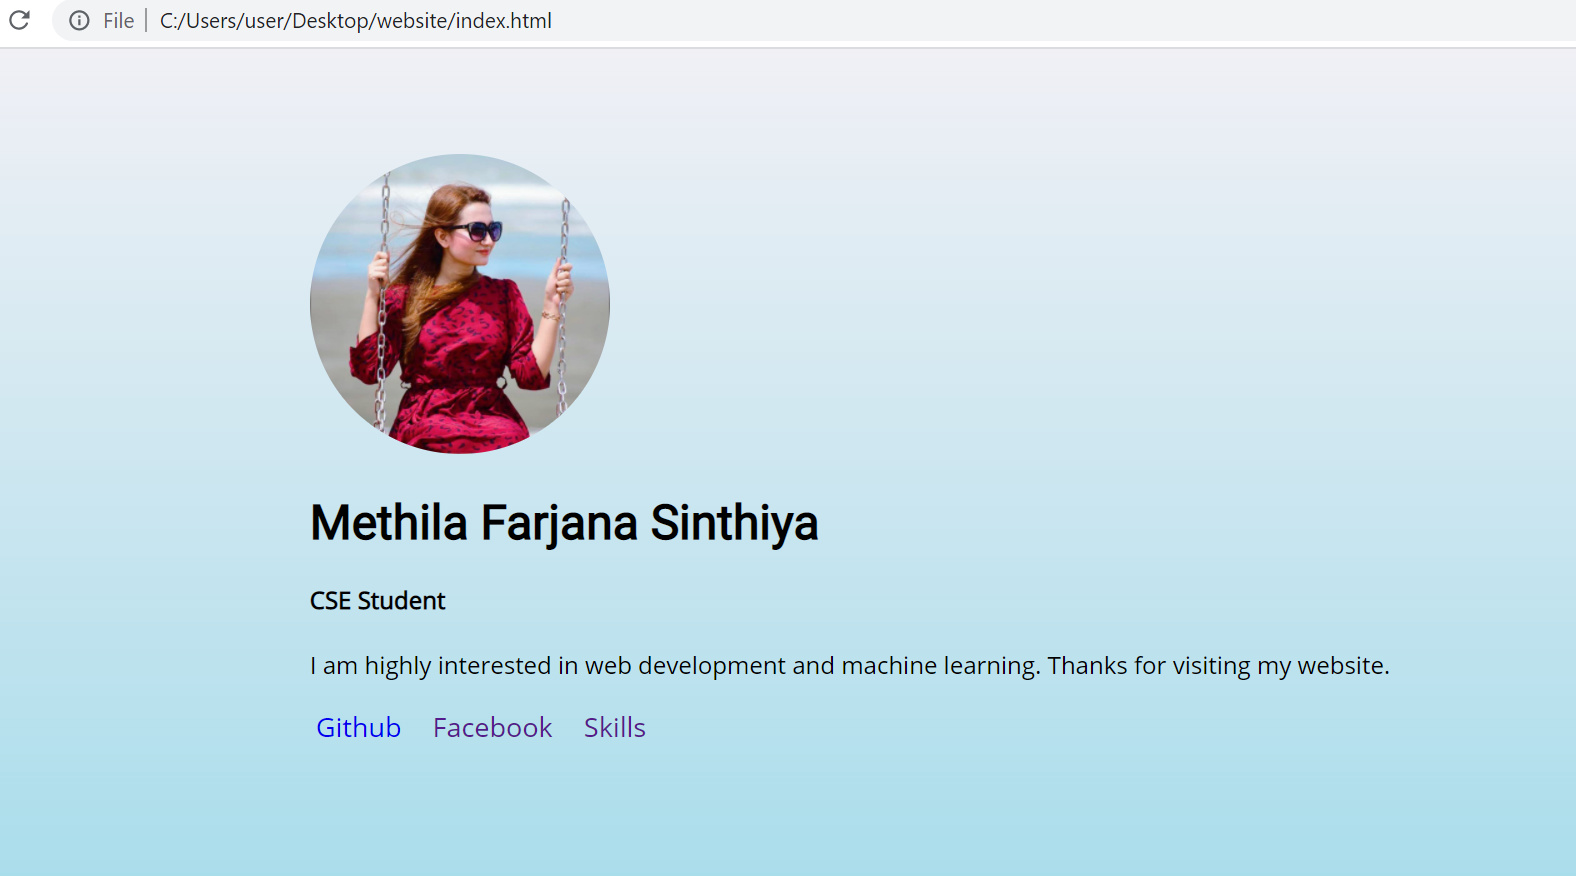 File C:/Users/user/Desktop/website/index.html
Methila Farjana Sinthiya
CSE Student
I am highly interested in web development and machine learning. Thanks for visiting my website.
Github Facebook Skills